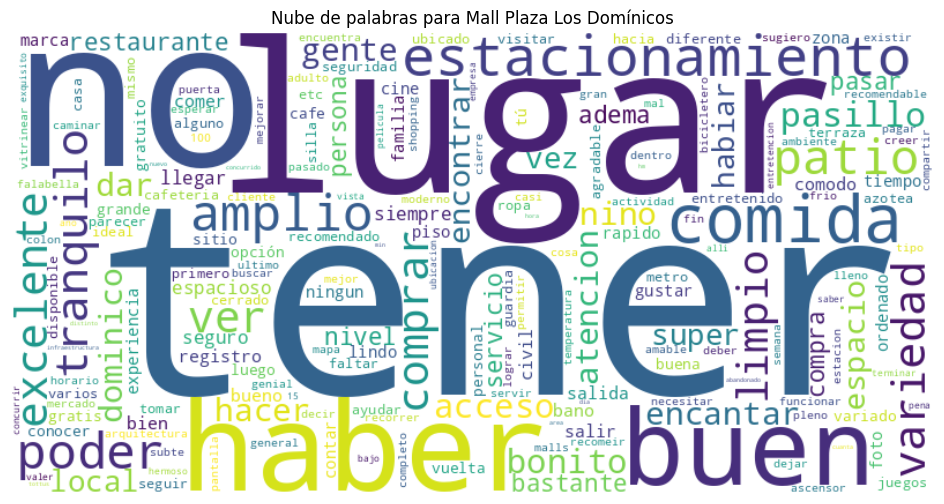 Nube de palabras para Mall Plaza Los Domínicos
marca restaurante
no
lugar
gente
encuentra
ubicado
visitar
hacia
diferente
sugiero
zona
existir
estacionamiento
vitrinear
exquisito
casa
mismo
puerta
comer
adulto
seguridad
cine
familia
shopping
película
empresa
tú
gran
mal
adema
bicicletero
pasar
recomendable
pagar
creer
caminar
gratuito
esperar
alguno
100
mejorar
etc
cafe
silla
persona
encontrar
cierre
vez
agradable
dentro
habiar
entretencion
pasillo
ambiente
terraza
compartir
tranquilo
llegar
pasado
patio
falabella
dar
cafeteria
cliente
vista
moderno
casi
ropa
hora
actividad
nino
entretenido
comodo
frio
tiempo
azotea
excelente
grande
parecer
ideal
amplio
siempre
piso
rapido
fin
comida
tipo
colon
disponible
dominico
experiencia
sitio
opción
recomendado
comprar
cosa
alli
lleno
ordenado
tener
primero
ultimo
buscar
espacioso
cerrado
mejor
ningun
ubicacion
servicio
guardia
atencion
temperatura
metro
gustar
limpio
saber
compra
espacio
variedad
infraestructura
ver
seguro
registro
mapa
nivel
faltar
lindo
personal
lograr
civil
permitir
super
amable
deber
buena
semana
estacion
abandonado
terminar
concurrir
horario
varios
luego
genial
15
min
dia
area
servir
salida
necesitar
funcionar
mercado
gratis
tomar
bueno
hacer
decir
ayudar
recorrer
acceso
bano
encantar
pleno
variado
pena
conocer
arquitectura
bien
haber
salir
buen
foto
poder
subte
pantalla
general
completo
recomeir
malls
bonito
dejar
valer
local
seguir
hermoso
bajo
vuelta
bastante
ascensor
juegos